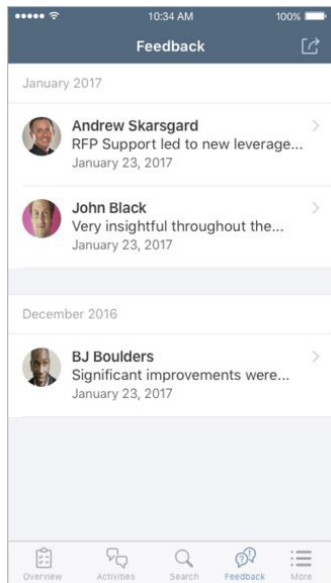 10:34 AM 100%
Feedback
January 2017
Andrew Skarsgard
RFP Support led to new leverage...
January 23, 2017
John Black
Very insightful throughout the...
January 23, 2017
December 2016
BJ Boulders
Significant improvements were...
January 23, 2017
Overview Activities Search Feedback More